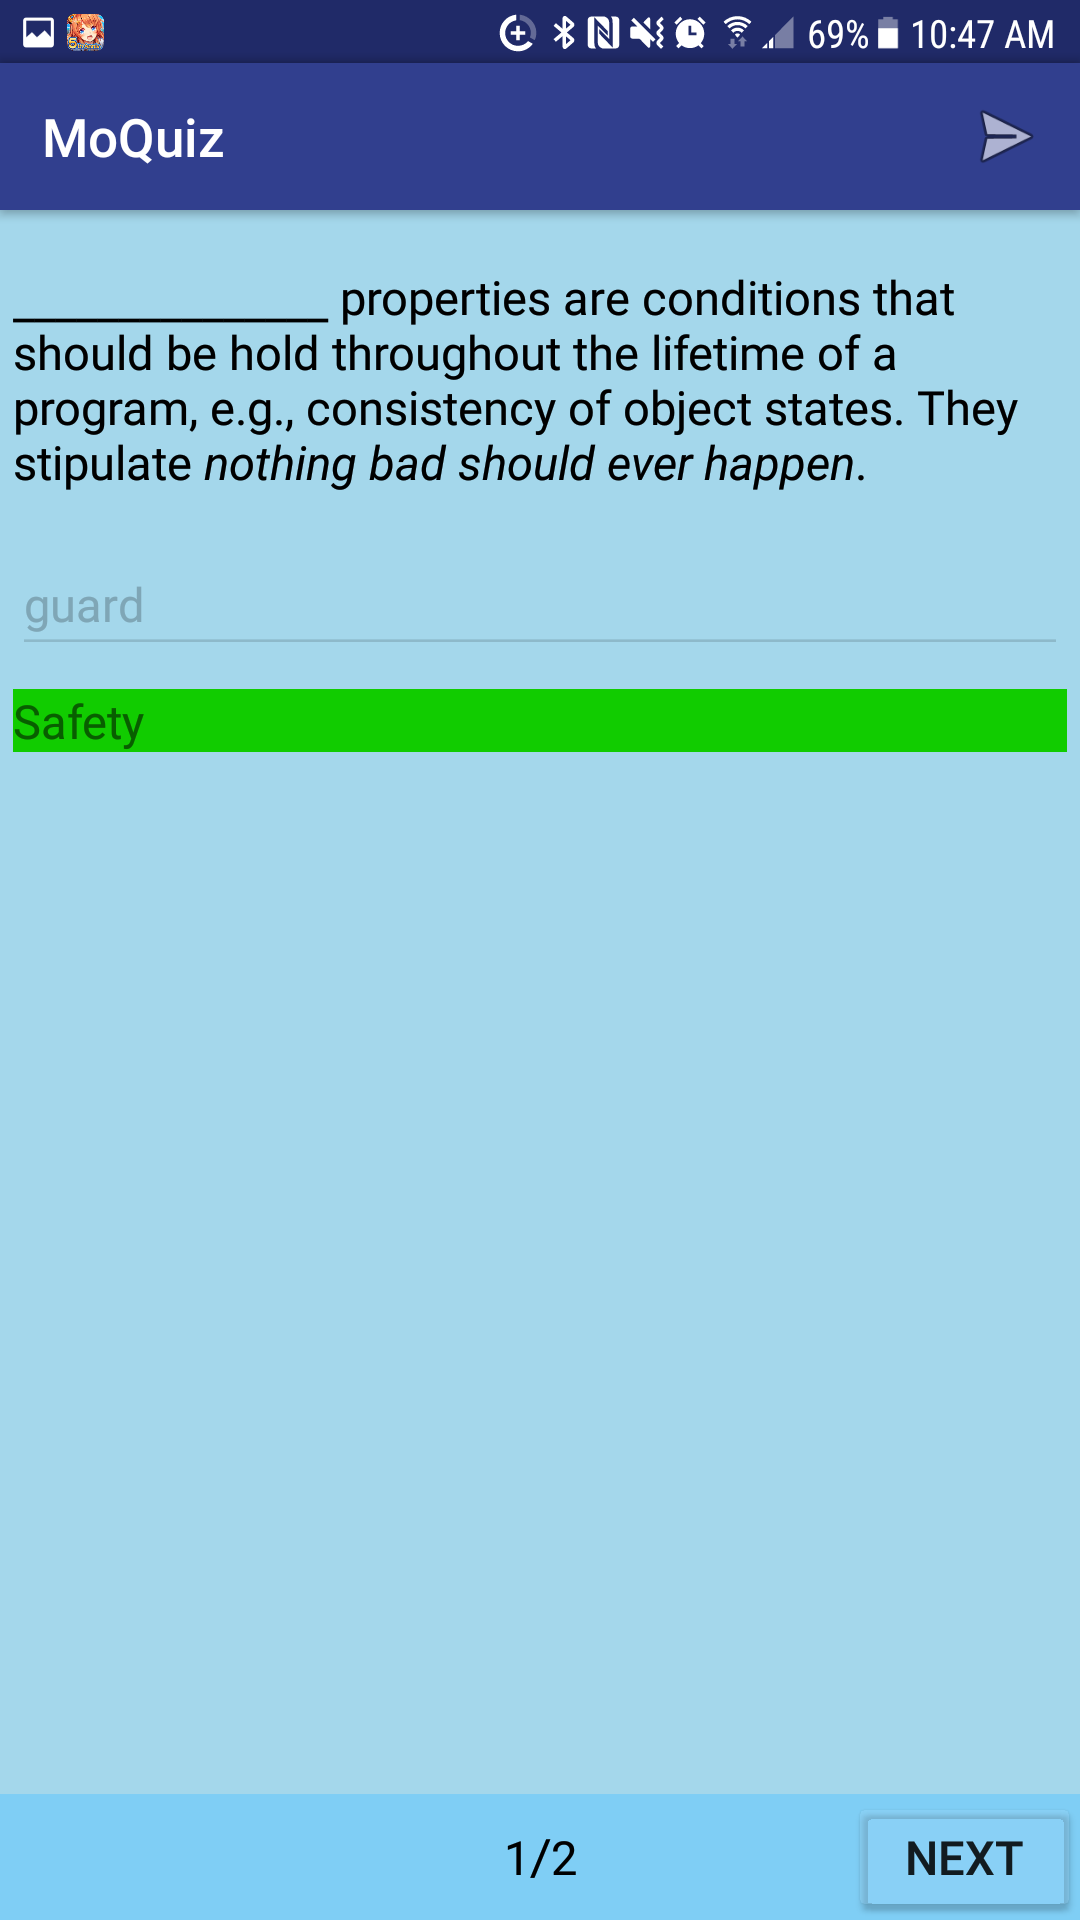 69% 10:47 AM
MoQuiz
______________ properties are conditions that
should be hold throughout the lifetime of a
program, e.g., consistency of object states. They
stipulate nothing bad should ever happen.
guard
Safety
1/2 NEXT